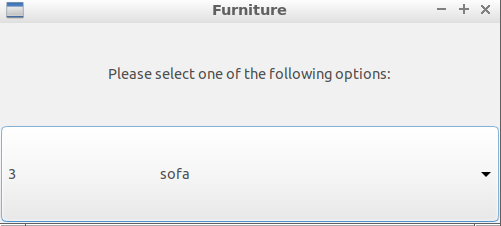 Furniture
Please select one of the following options:
3 sofa